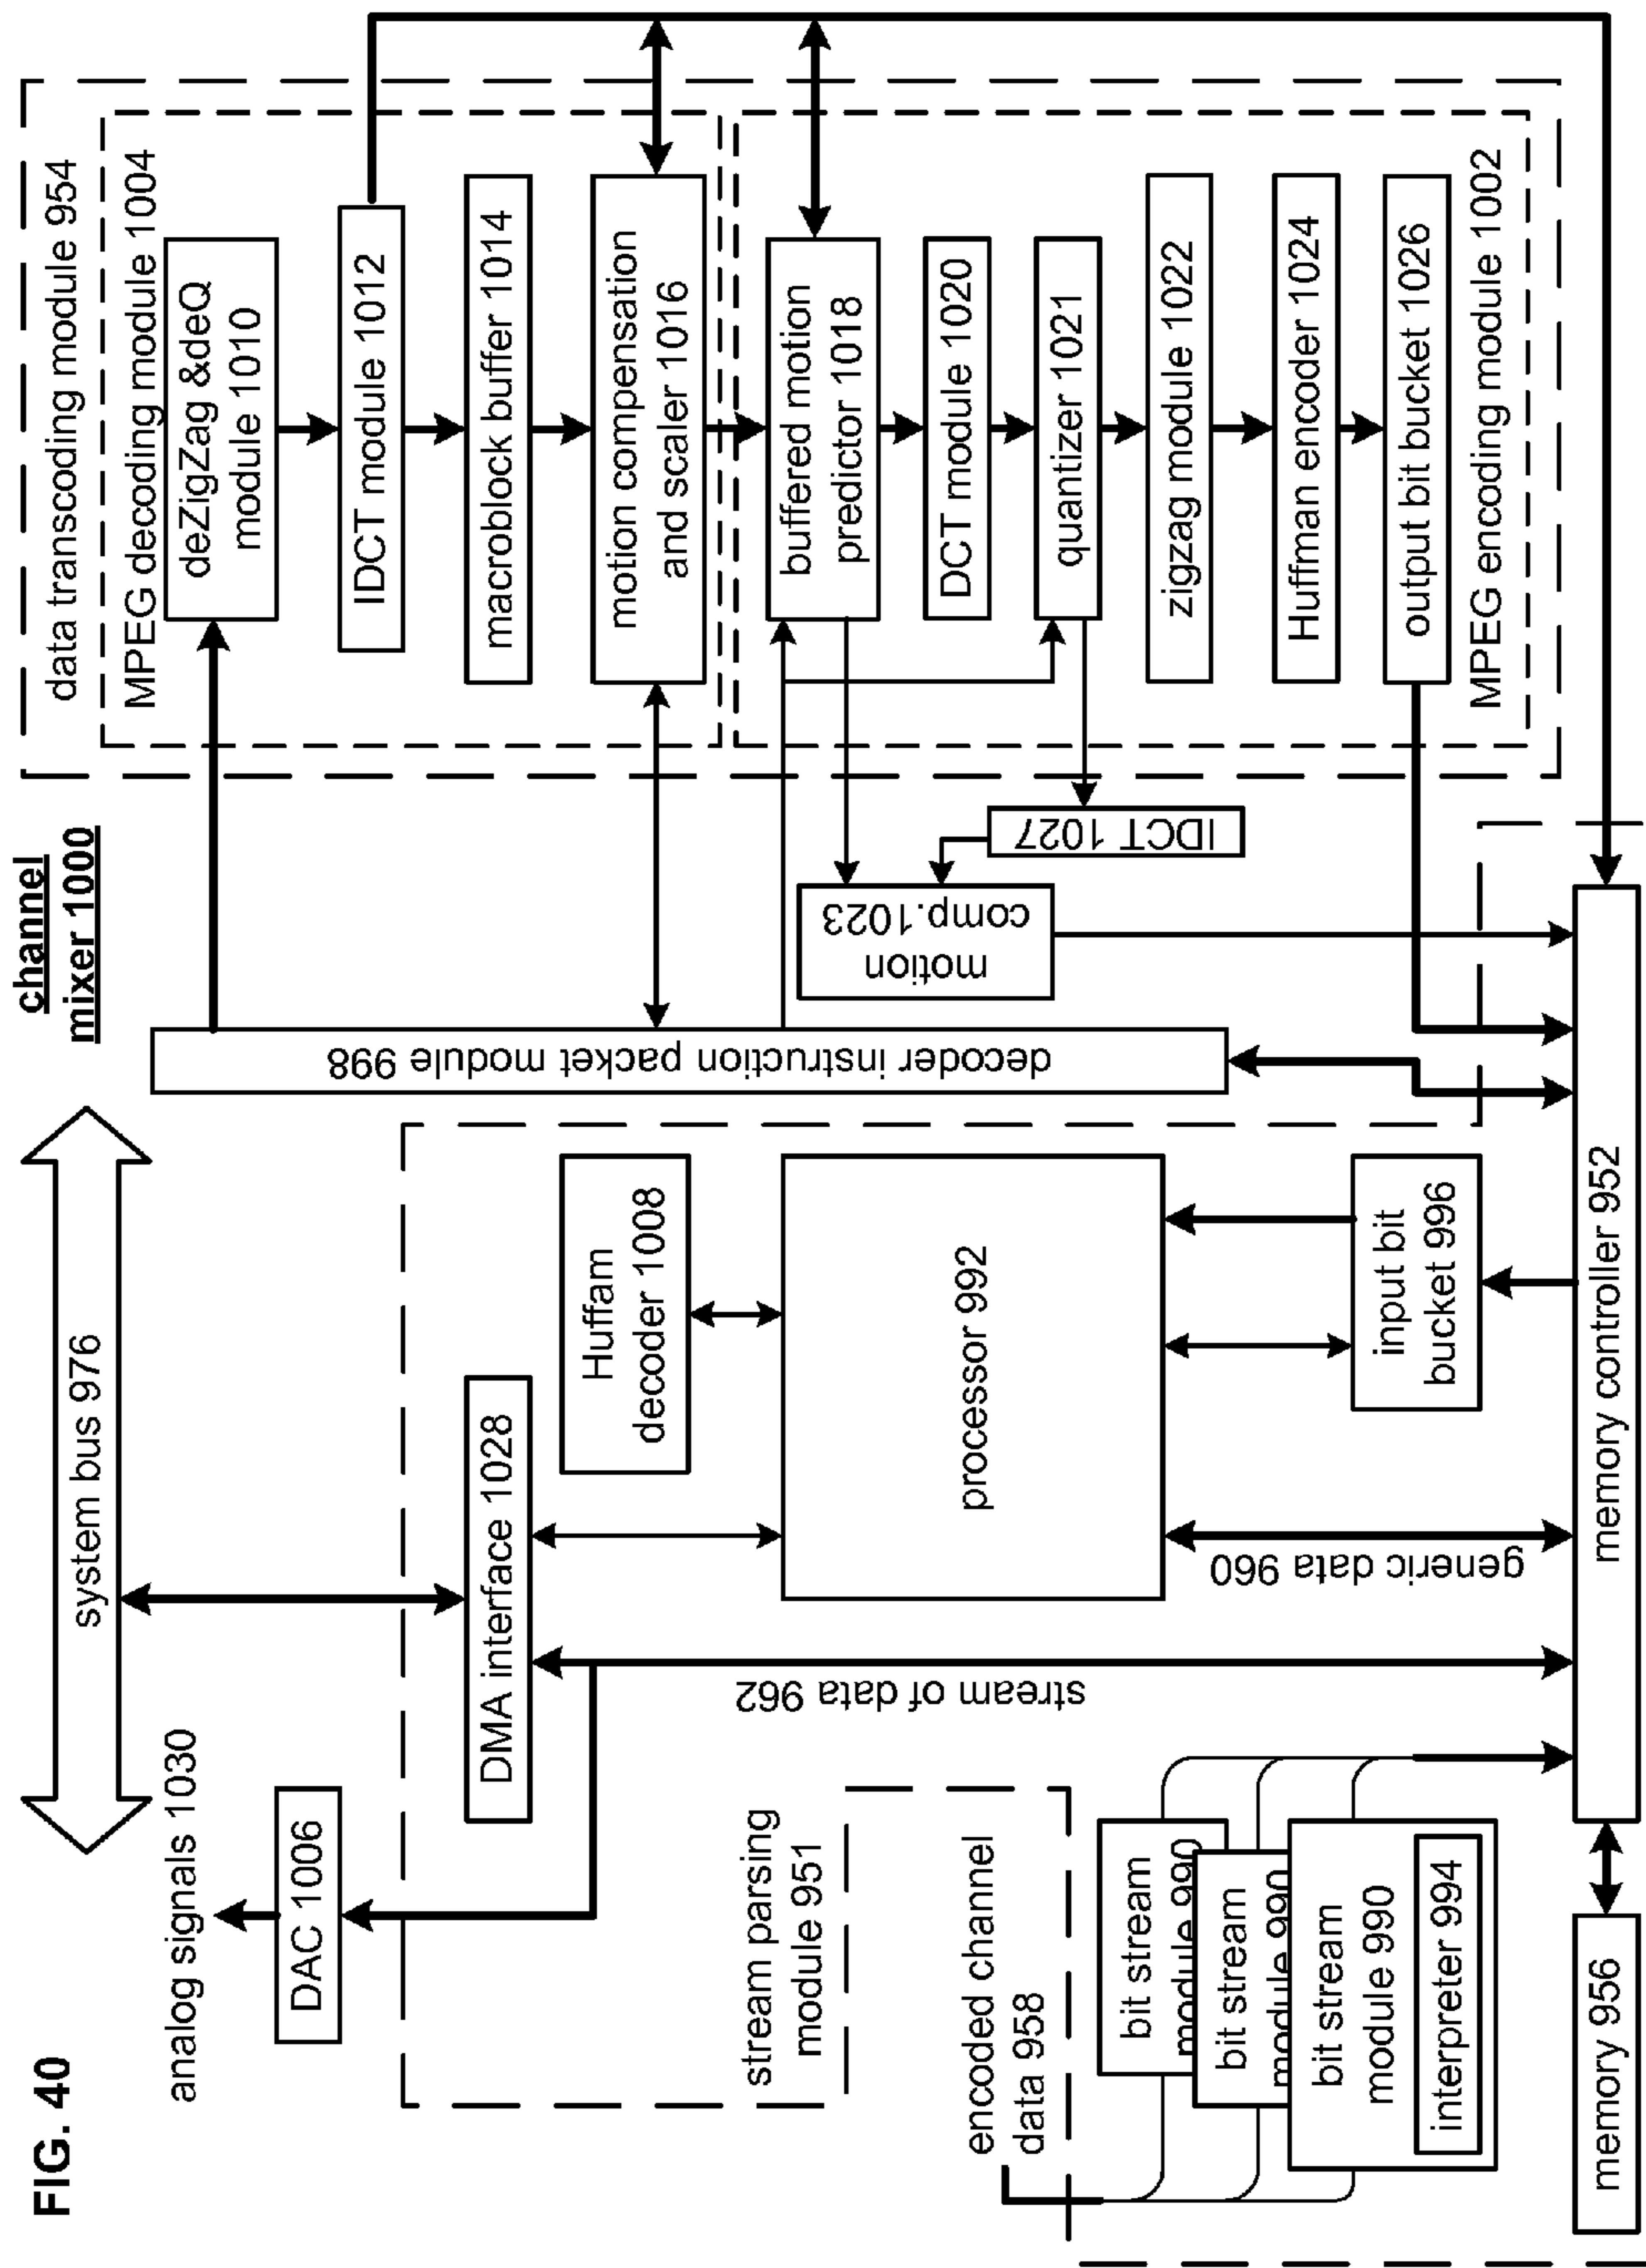 FIG. 40
channel
mixer 1000
system bus 976
analog signals 1030
DAC 1006
DMA interface 1028
stream parsing
module 951
Huffam
decoder 1008
processor 992
input bit
bucket 996
generic data 960
stream of data 962
encoded channel
data 958
bit stream
module 990
bit stream
module 990
bit stream
module 990
interpreter 994
memory 956
memory controller 952
decoder instruction packet module 998
motion
comp.1023
IDCT 1027
data transcoding module 954
MPEG decoding module 1004
deZigZag &deQ
module 1010
IDCT module 1012
macroblock buffer 1014
motion compensation
and scaler 1016
buffered motion
predictor 1018
DCT module 1020
quantizer 1021
zigzag module 1022
Huffman encoder 1024
output bit bucket 1026
MPEG encoding module 1002